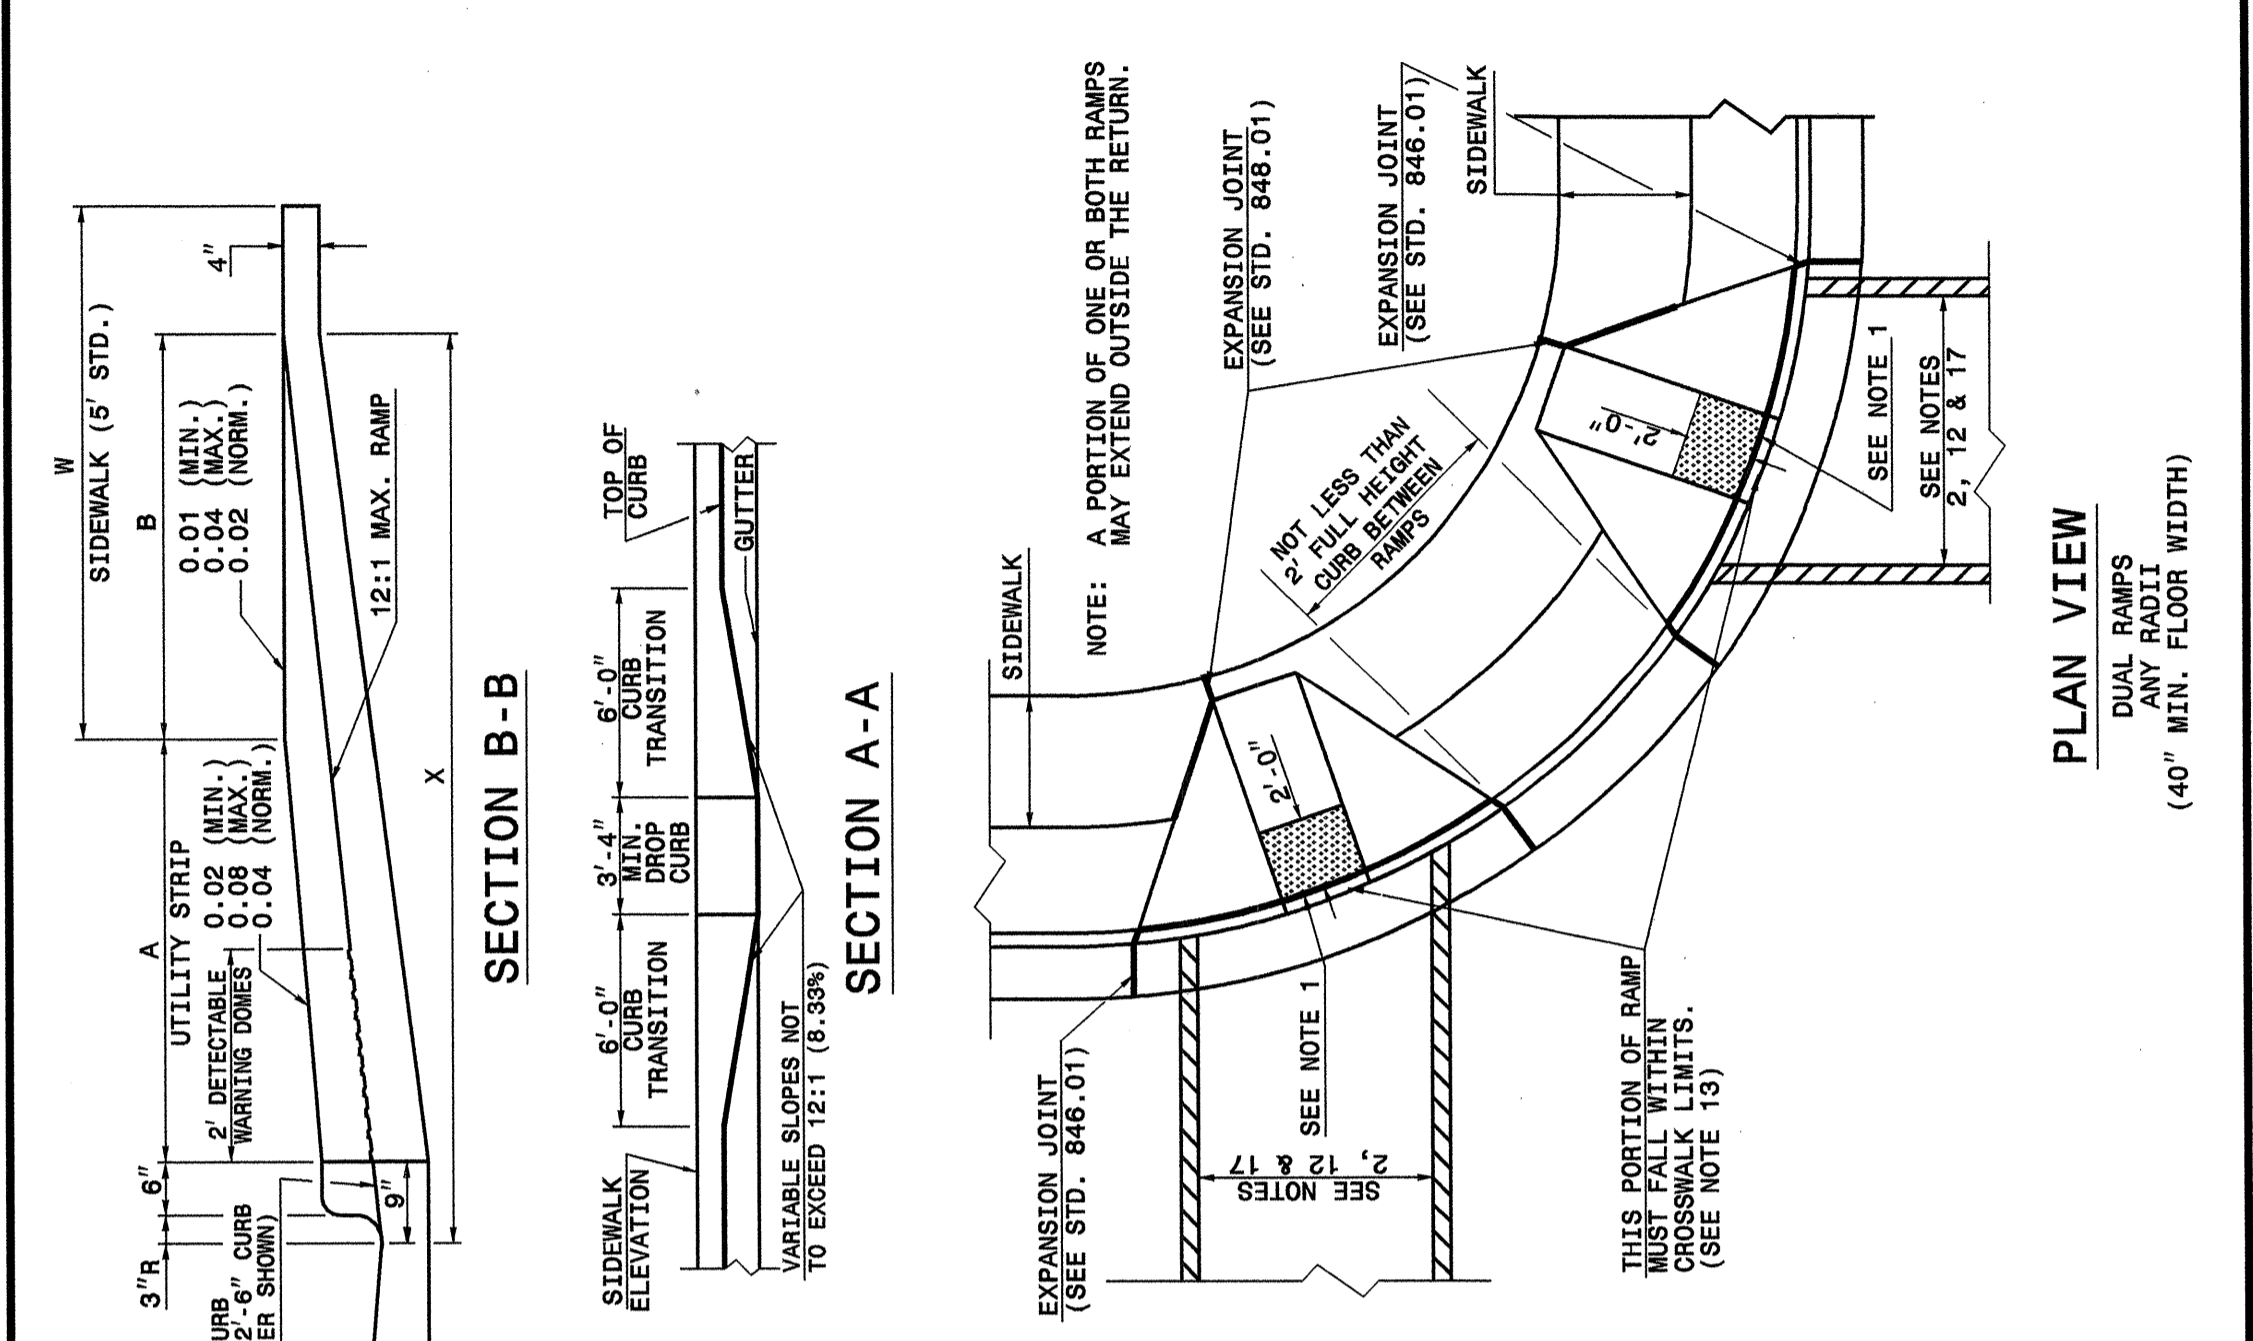 W
SIDEWALK (5' STD.)
B
0.01 (MIN.)
0.04 (MAX.)
0.02 (NORM.)
4"
12:1 MAX. RAMP
A
UTILITY STRIP
0.02 (MIN.)
0.08 (MAX.)
0.04 (NORM.)
2' DETECTABLE
WARNING DOMES
X
6"
3"R
9"
URB
2'-6" CURB
ER SHOWN)
SECTION B-B
TOP OF
CURB
GUTTER
6'-0"
CURB
TRANSITION
3'-4"
MIN.
DROP
CURB
6'-0"
CURB
TRANSITION
SIDEWALK
ELEVATION
VARIABLE SLOPES NOT
TO EXCEED 12:1 (8.33%)
SECTION A-A
NOTE: A PORTION OF ONE OR BOTH RAMPS
MAY EXTEND OUTSIDE THE RETURN.
SIDEWALK
EXPANSION JOINT
(SEE STD. 848.01)
EXPANSION JOINT
(SEE STD. 846.01)
SIDEWALK
NOT LESS THAN
2' FULL HEIGHT
CURB BETWEEN
RAMPS
2'-0"
2'-0"
SEE NOTE 1
SEE NOTES
2, 12 & 17
EXPANSION JOINT
(SEE STD. 846.01)
SEE NOTE 1
SEE NOTES
2, 12 & 17
THIS PORTION OF RAMP
MUST FALL WITHIN
CROSSWALK LIMITS.
(SEE NOTE 13)
PLAN VIEW
DUAL RAMPS
ANY RADII
(40" MIN. FLOOR WIDTH)